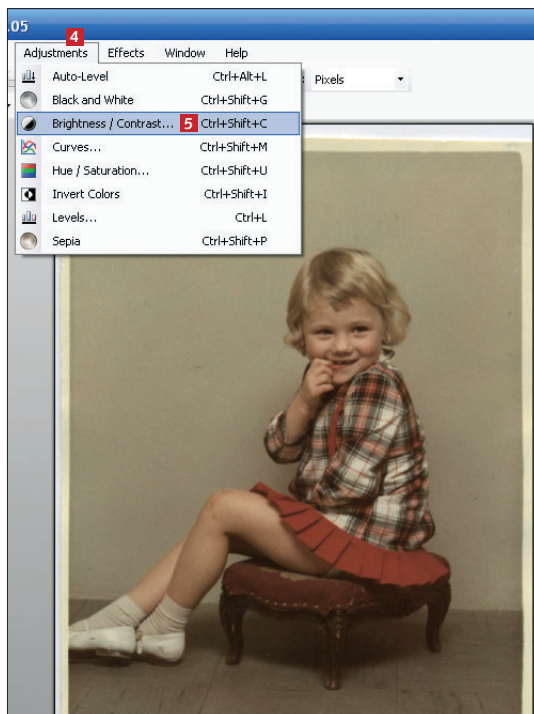 .05
4
Adjustments Effects Window Help
Pixels
Auto-Level Ctrl+Alt+L
Black and White Ctrl+Shift+G
Brightness / Contrast... 5 Ctrl+Shift+C
Curves... Ctrl+Shift+M
Hue / Saturation... Ctrl+Shift+U
Invert Colors Ctrl+Shift+I
Levels... Ctrl+L
Sepia Ctrl+Shift+P